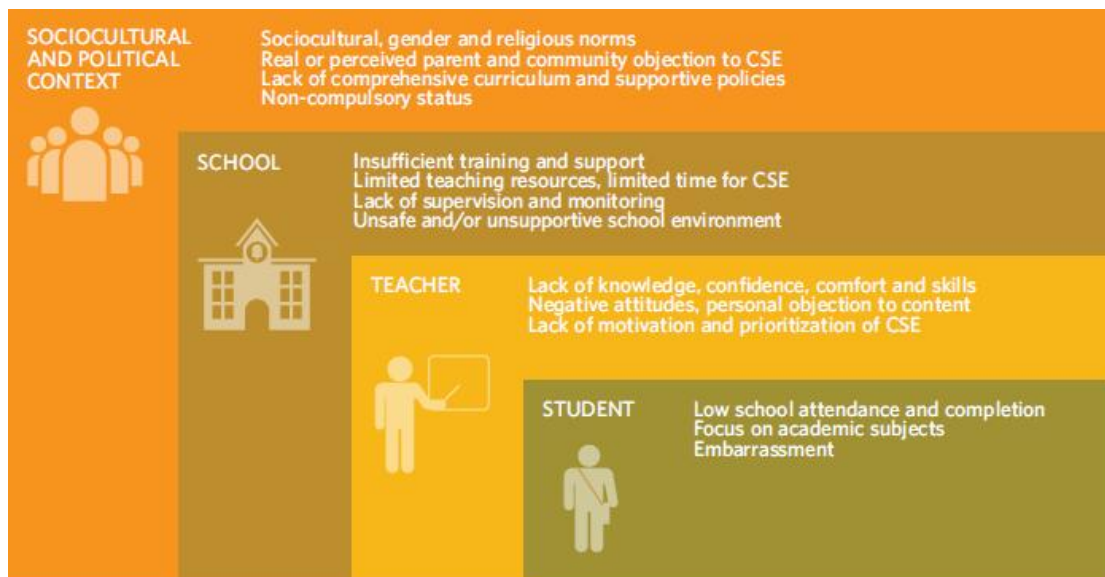 SOCIOCULTURAL
AND POLITICAL
CONTEXT
Sociocultural, gender and religious norms
Real or perceived parent and community objection to CSE
Lack of comprehensive curriculum and supportive policies
Non-compulsory status
SCHOOL
Insufficient training and support
Limited teaching resources, limited time for CSE
Lack of supervision and monitoring
Unsafe and/or unsupportive school environment
TEACHER
Lack of knowledge, confidence, comfort and skills
Negative attitudes, personal objection to content
Lack of motivation and prioritization of CSE
STUDENT
Low school attendance and completion
Focus on academic subjects
Embarrassment